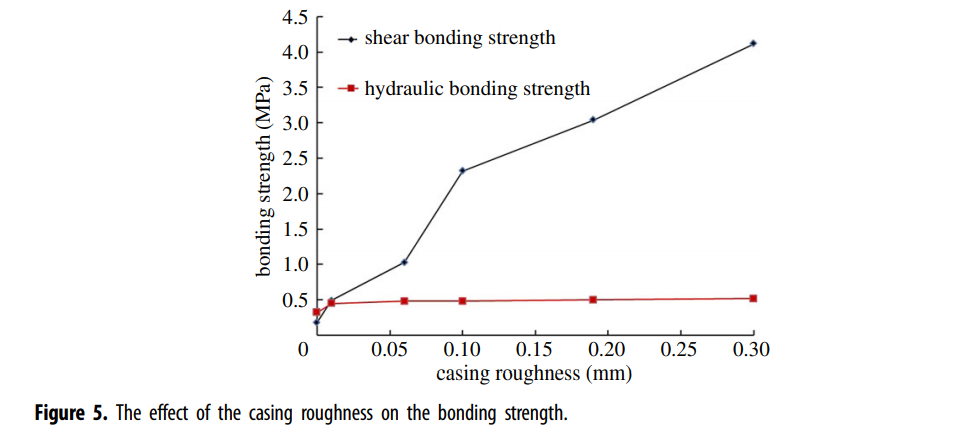 4.5
4.0
3.5
3.0
2.5
2.0
1.5
1.0
0.5
bonding strength (MPa)
shear bonding strength
hydraulic bonding strength
0 0.05 0.10 0.15 0.20 0.25 0.30
casing roughness (mm)
Figure 5. The effect of the casing roughness on the bonding strength.